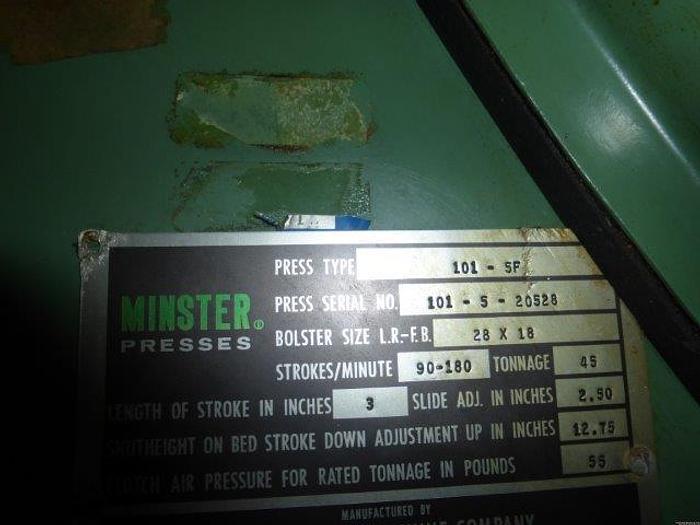 PRESS TYPE 101 - 5F
MINSTER®
PRESSES
PRESS SERIAL NO. 101 - 5 - 20528
BOLSTER SIZE L.R.-F.B. 28 X 18
STROKES/MINUTE 90-180 TONNAGE 45
LENGTH OF STROKE IN INCHES 3 SLIDE ADJ. IN INCHES 2.50
SHUTHEIGHT ON BED STROKE DOWN ADJUSTMENT UP IN INCHES 12.75
CLUTCH AIR PRESSURE FOR RATED TONNAGE IN POUNDS 55
MANUFACTURED BY
COMPANY